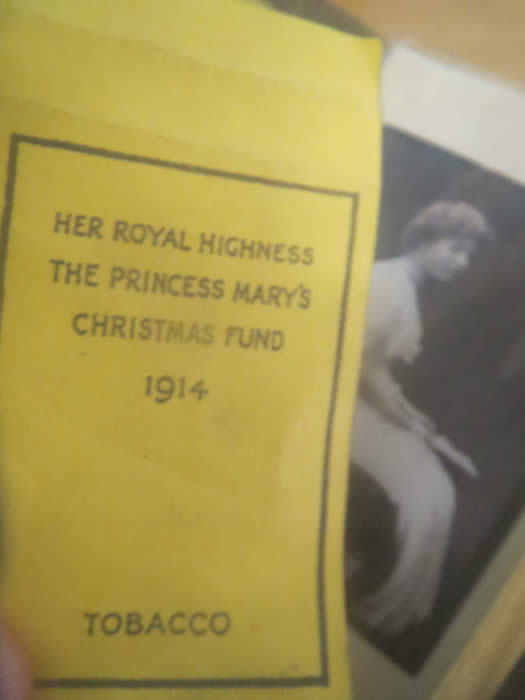 HER ROYAL HIGHNESS
THE PRINCESS MARY'S
CHRISTMAS FUND
1914
TOBACCO